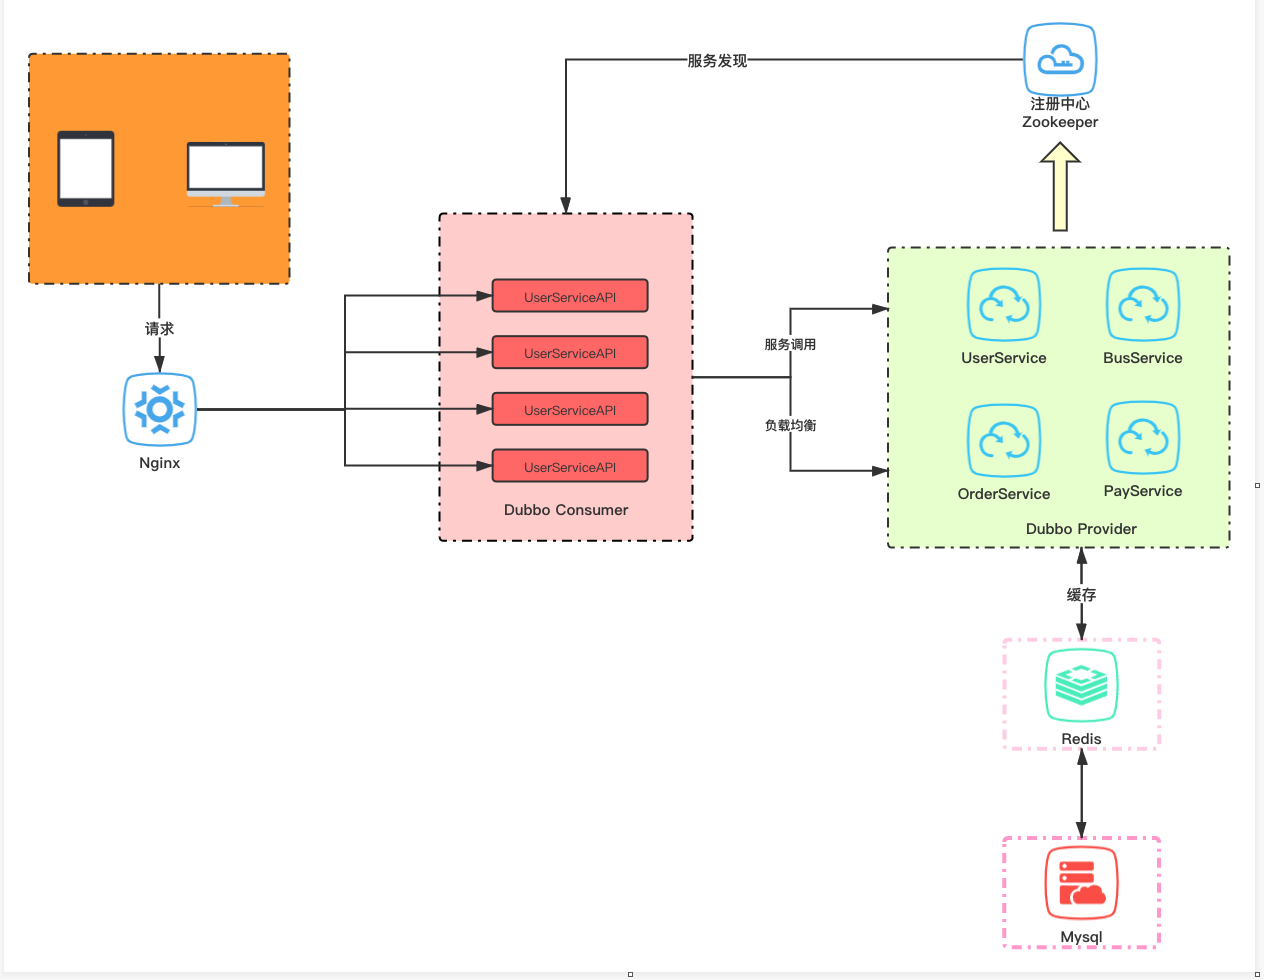 服务发现
注册中心
Zookeeper
请求
Nginx
UserServiceAPI
UserServiceAPI
UserServiceAPI
UserServiceAPI
Dubbo Consumer
服务调用
负载均衡
UserService
BusService
OrderService
PayService
Dubbo Provider
缓存
Redis
Mysql